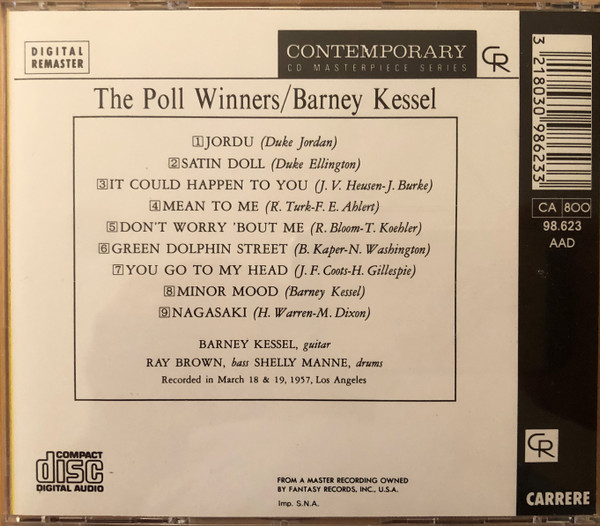 DIGITAL
REMASTER
CONTEMPORARY
CD MASTERPIECE SERIES
CR
The Poll Winners/Barney Kessel
1 JORDU (Duke Jordan)
2 SATIN DOLL (Duke Ellington)
3 IT COULD HAPPEN TO YOU (J. V. Heusen-J. Burke)
4 MEAN TO ME (R. Turk-F. E. Ahlert)
5 DON'T WORRY 'BOUT ME (R. Bloom-T. Koehler)
6 GREEN DOLPHIN STREET (B. Kaper-N. Washington)
7 YOU GO TO MY HEAD (J. F. Coots-H. Gillespie)
8 MINOR MOOD (Barney Kessel)
9 NAGASAKI (H. Warren-M. Dixon)
BARNEY KESSEL, guitar
RAY BROWN, bass SHELLY MANNE, drums
Recorded in March 18 & 19, 1957, Los Angeles
3 218030 986233
CA 800
98.623
AAD
COMPACT
disc
DIGITAL AUDIO
FROM A MASTER RECORDING OWNED
BY FANTASY RECORDS, INC., U.S.A.
Imp. S.N.A.
CR
CARRERE